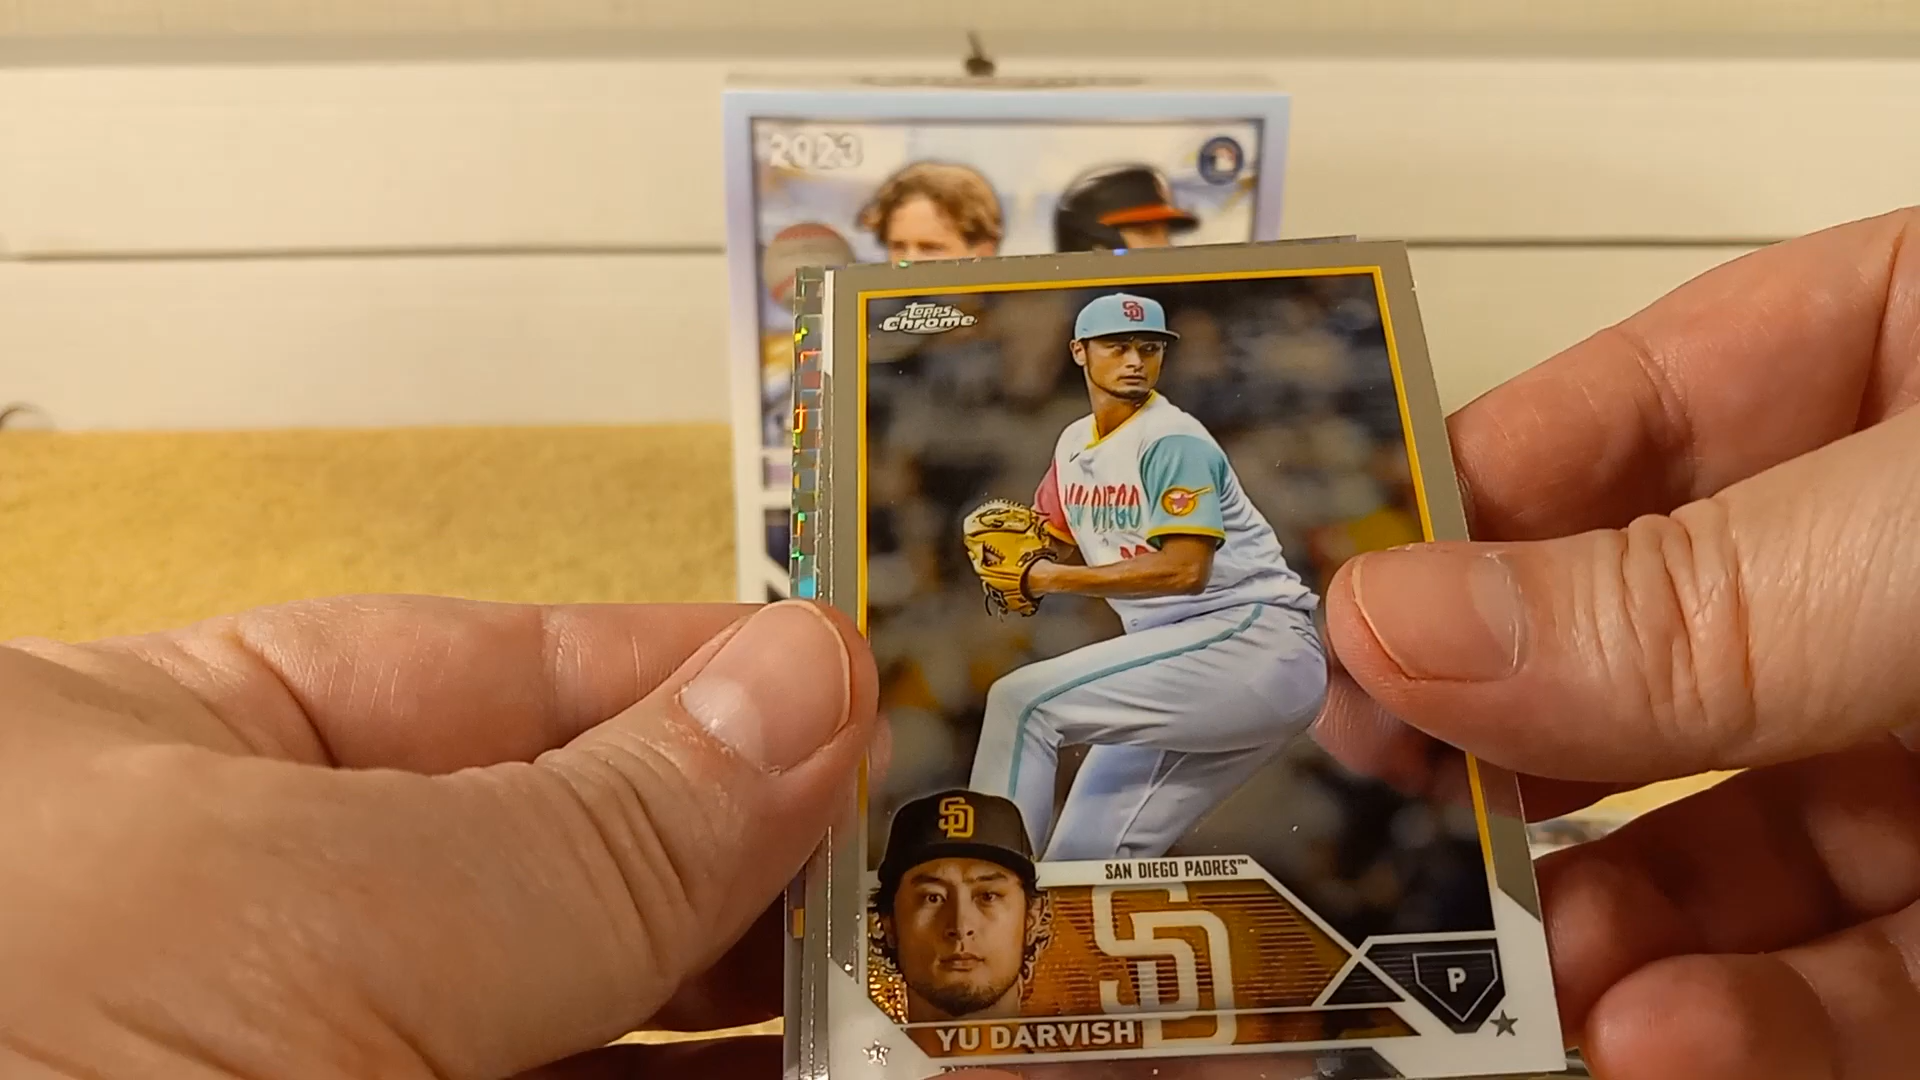 2023
Topps
Chrome
SD
SAN DIEGO
SD
SAN DIEGO PADRES™
SD
P
YU DARVISH